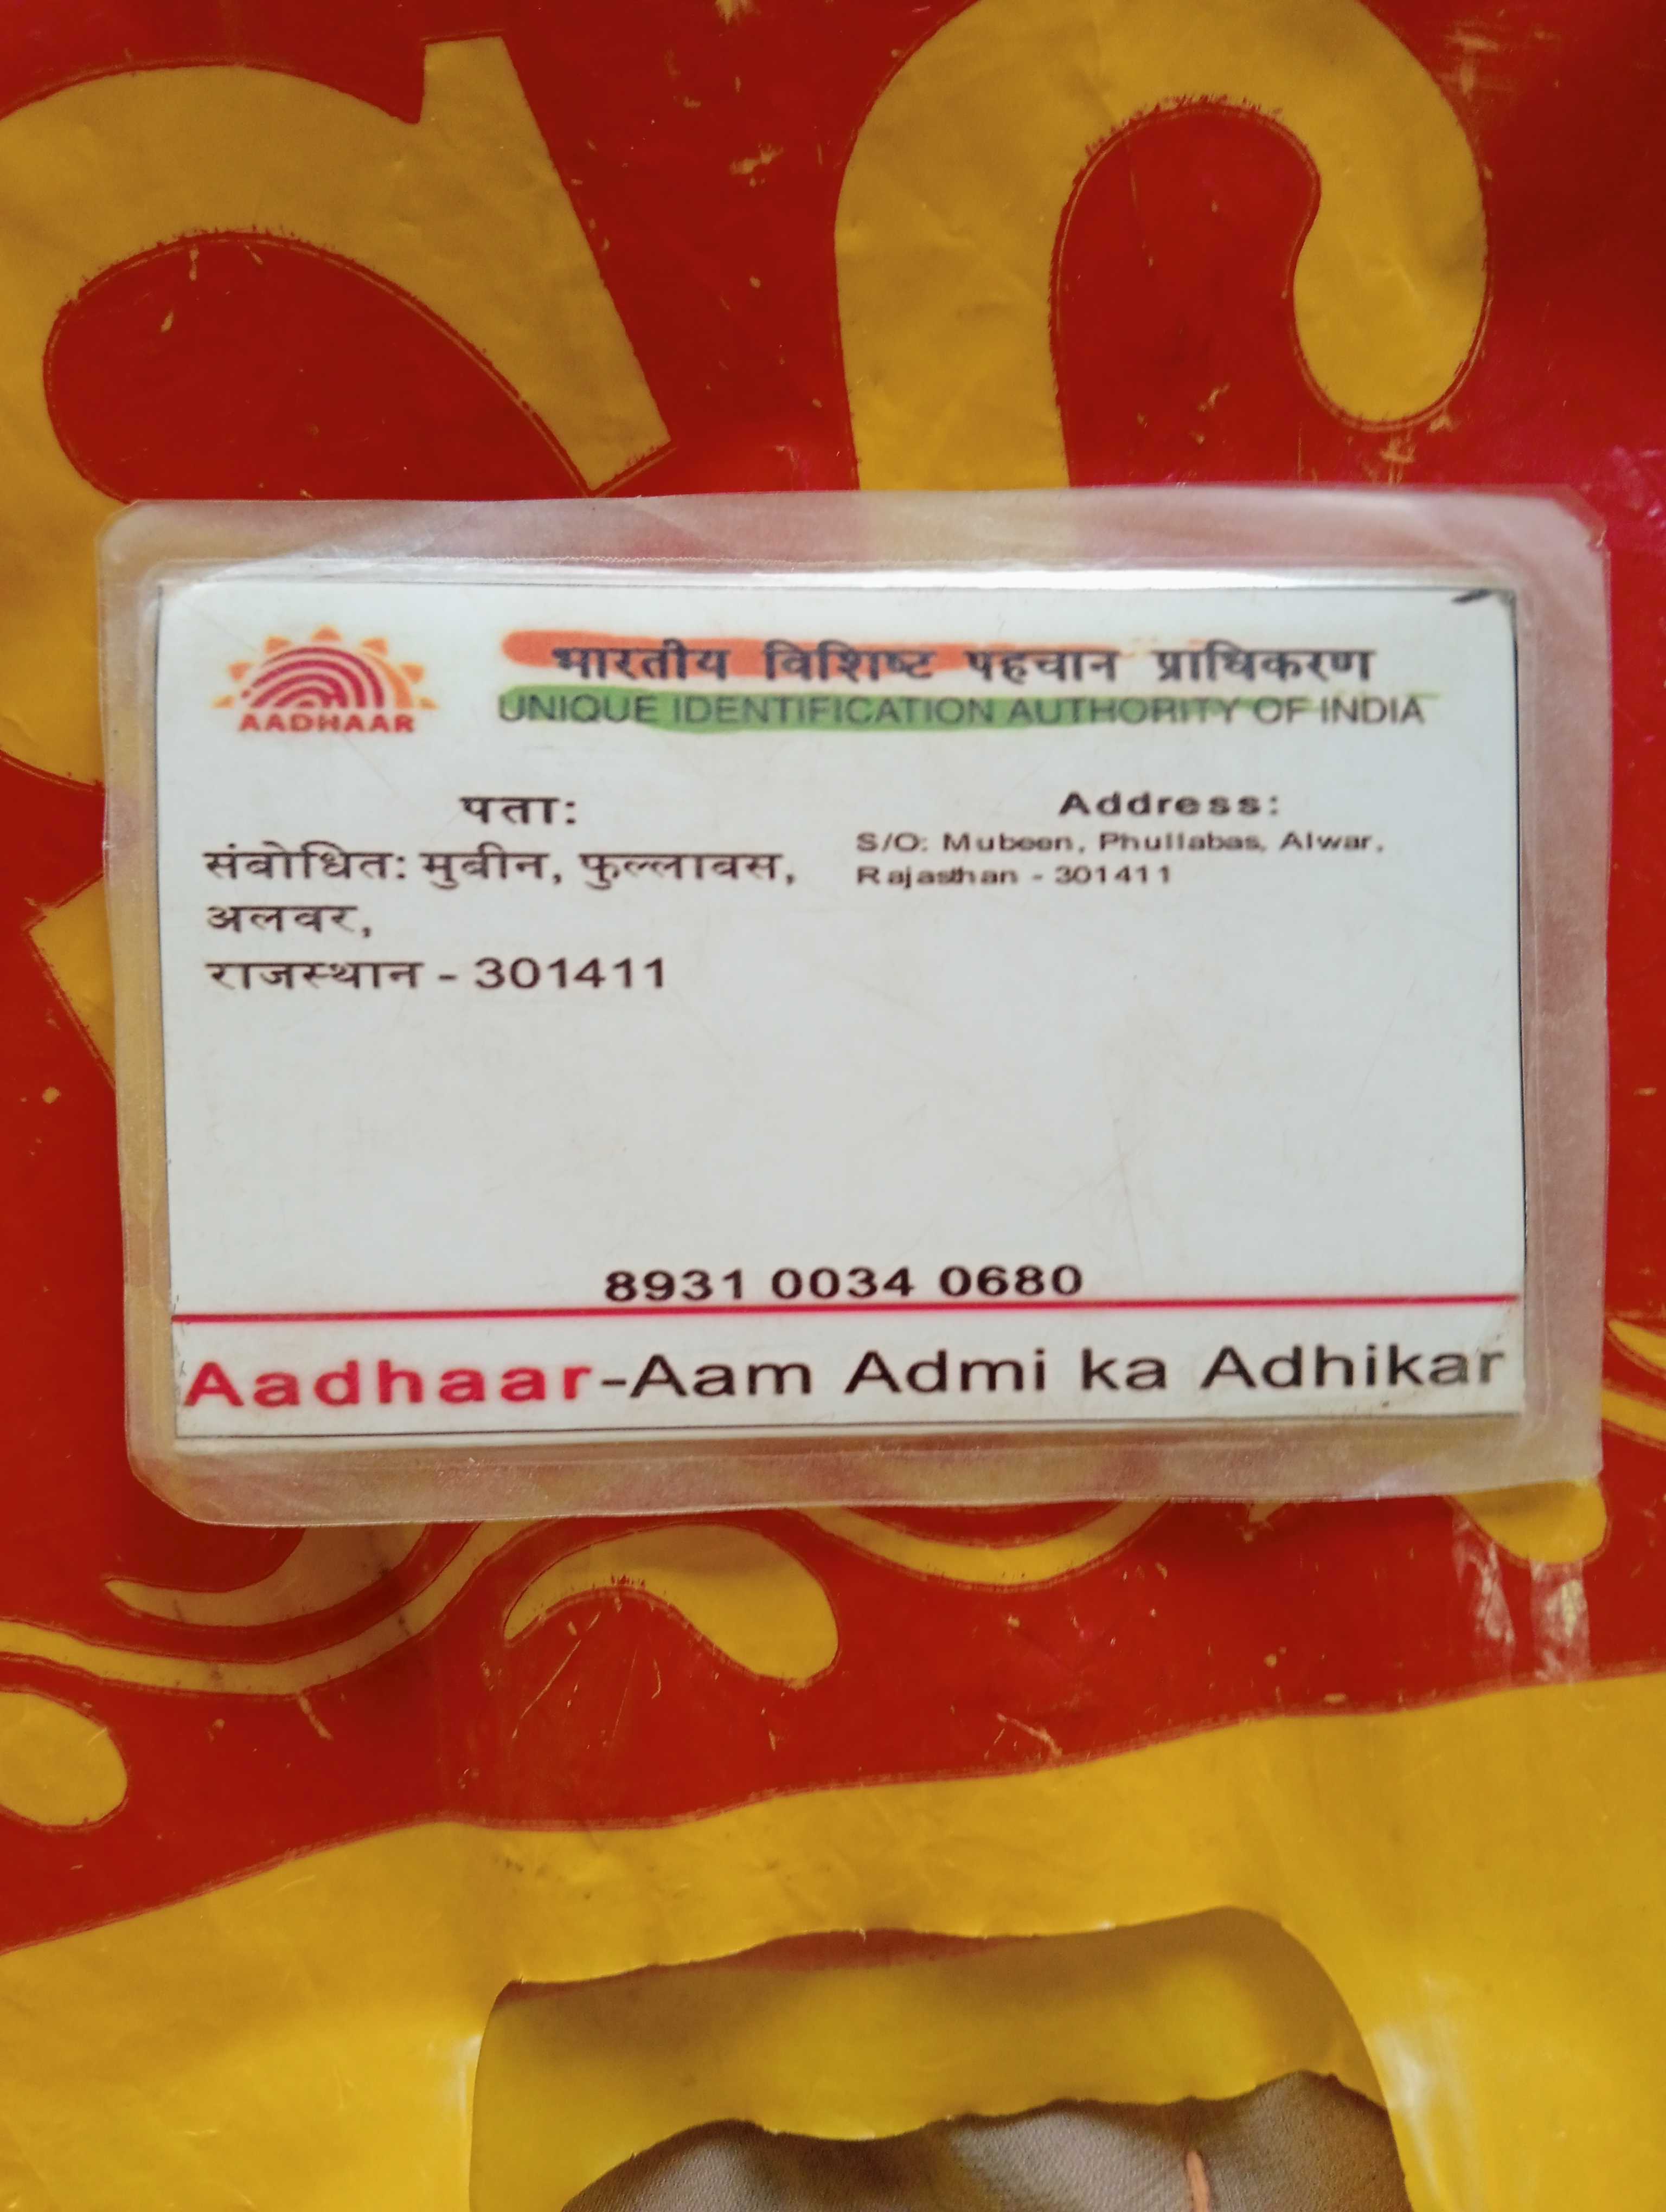 AADHAAR
भारतीय विशिष्ट पहचान प्राधिकरण
UNIQUE IDENTIFICATION AUTHORITY OF INDIA
पता:
संबोधित: मुबीन, फुल्लाबस,
अलवर,
राजस्थान - 301411
Address:
S/O: Mubeen, Phullabas, Alwar,
Rajasthan - 301411
8931 0034 0680
Aadhaar-Aam Admi ka Adhikar